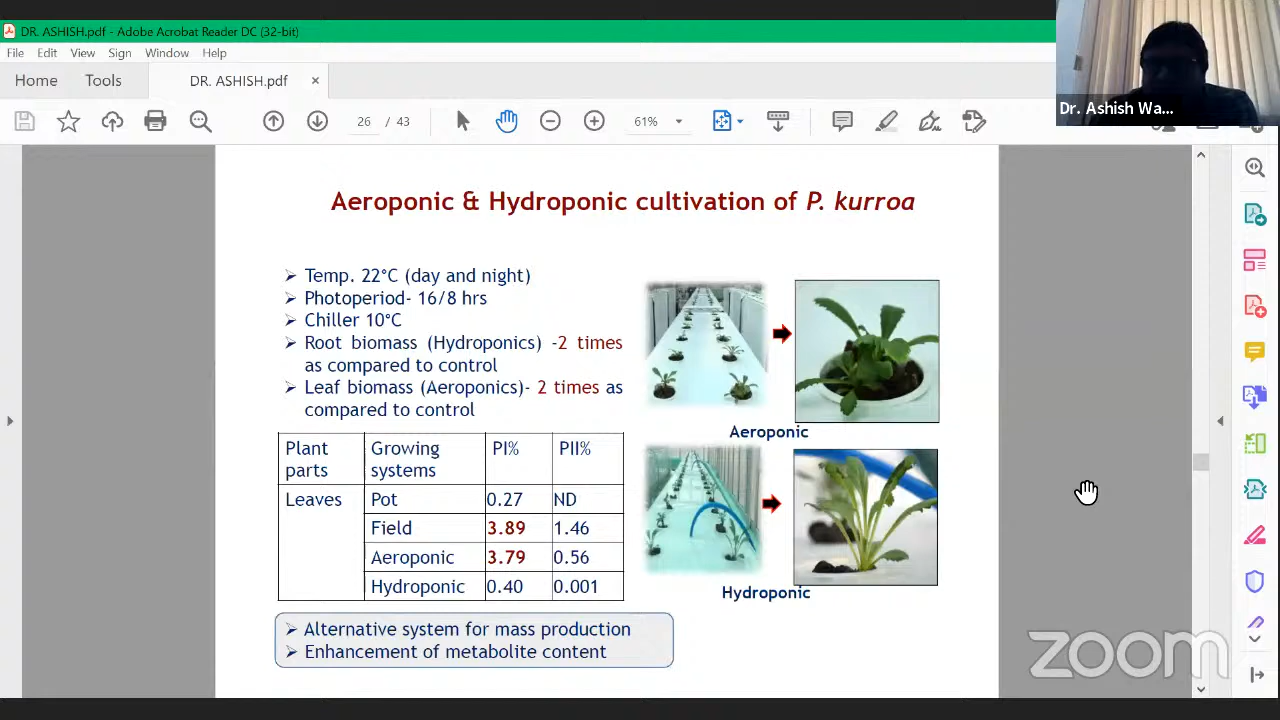 DR. ASHISH.pdf - Adobe Acrobat Reader DC (32-bit)
File Edit View Sign Window Help
Home Tools DR. ASHISH.pdf ×
26 / 43 61%
Dr. Ashish Wa...
Aeroponic & Hydroponic cultivation of P. kurroa
➢ Temp. 22°C (day and night)
➢ Photoperiod- 16/8 hrs
➢ Chiller 10°C
➢ Root biomass (Hydroponics) -2 times
as compared to control
➢ Leaf biomass (Aeroponics)- 2 times as
compared to control
Plant parts Growing systems PI% PII%
Leaves Pot 0.27 ND
Field 3.89 1.46
Aeroponic 3.79 0.56
Hydroponic 0.40 0.001
Aeroponic
Hydroponic
➢ Alternative system for mass production
➢ Enhancement of metabolite content
zoom